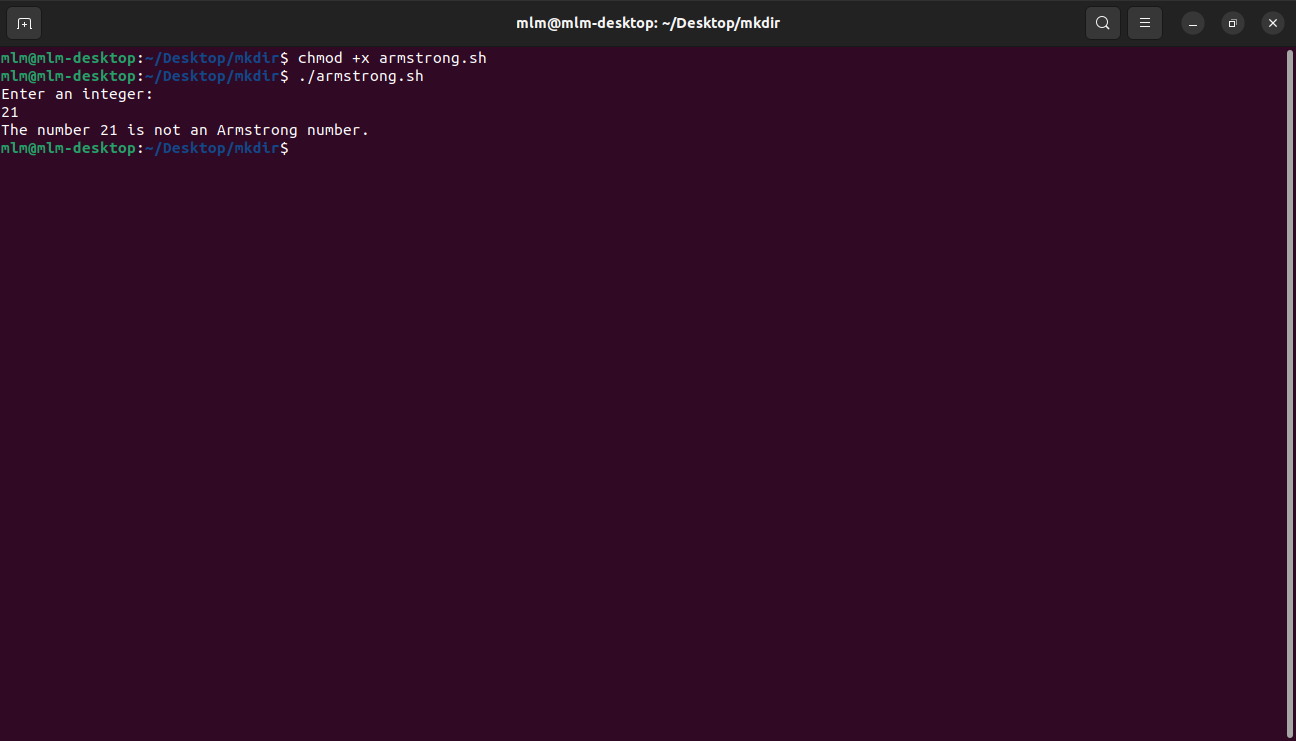 mlm@mlm-desktop: ~/Desktop/mkdir
mlm@mlm-desktop:~/Desktop/mkdir$ chmod +x armstrong.sh
mlm@mlm-desktop:~/Desktop/mkdir$ ./armstrong.sh
Enter an integer:
21
The number 21 is not an Armstrong number.
mlm@mlm-desktop:~/Desktop/mkdir$